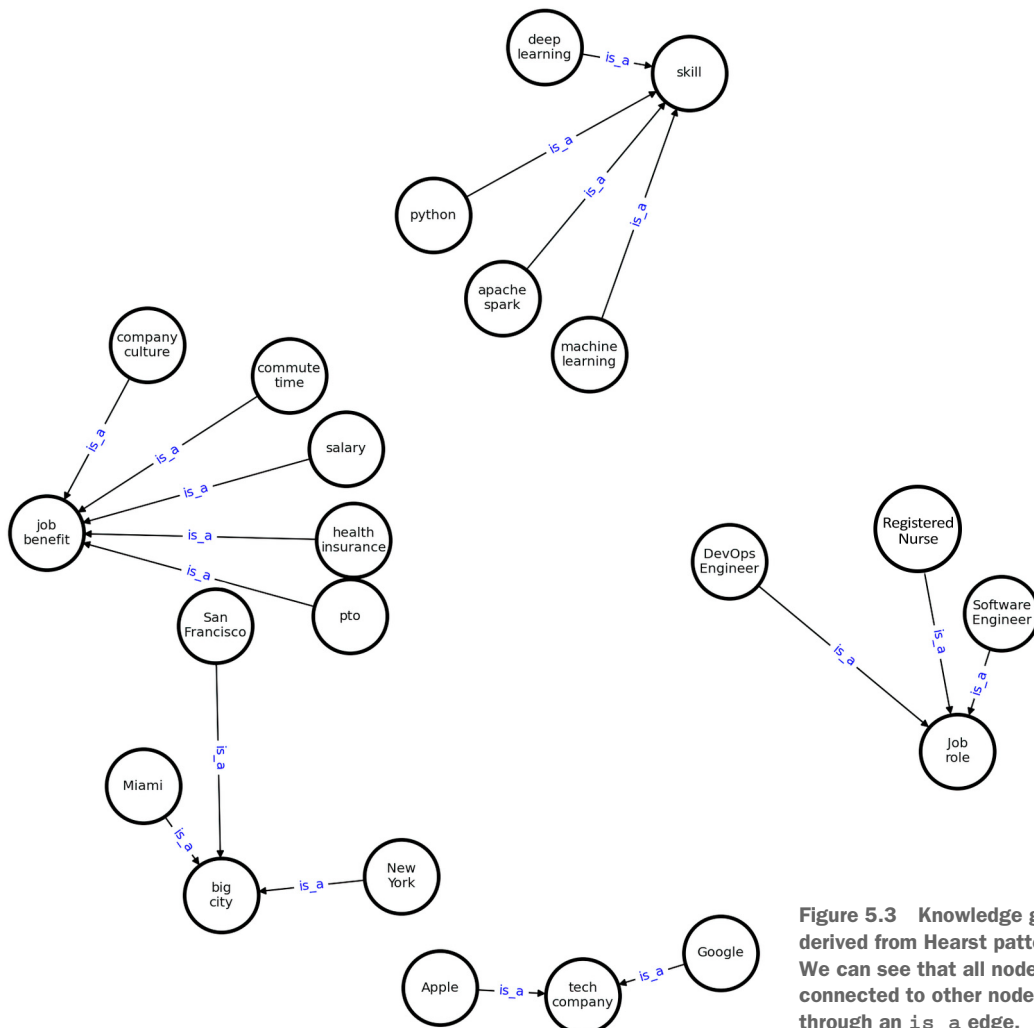 deep
learning
is_a
skill
is_a
python
is_a
apache
spark
is_a
machine
learning
company
culture
commute
time
is_a
is_a
salary
is_a
job
benefit
is_a
health
insurance
is_a
pto
San
Francisco
is_a
Miami
is_a
big
city
is_a
New
York
DevOps
Engineer
Registered
Nurse
Software
Engineer
is_a
is_a
is_a
Job
role
Apple
is_a
tech
company
is_a
Google
Figure 5.3 Knowledge g
derived from Hearst patte
We can see that all node
connected to other node
through an is_a edge.